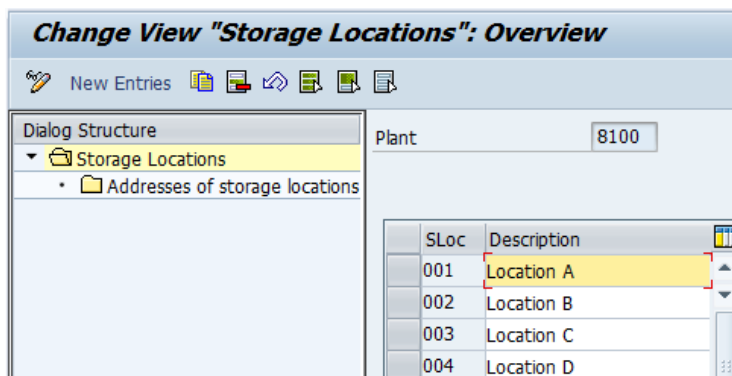 Change View "Storage Locations": Overview
New Entries
Dialog Structure
Storage Locations
Addresses of storage locations
Plant 8100
SLoc Description
001 Location A
002 Location B
003 Location C
004 Location D